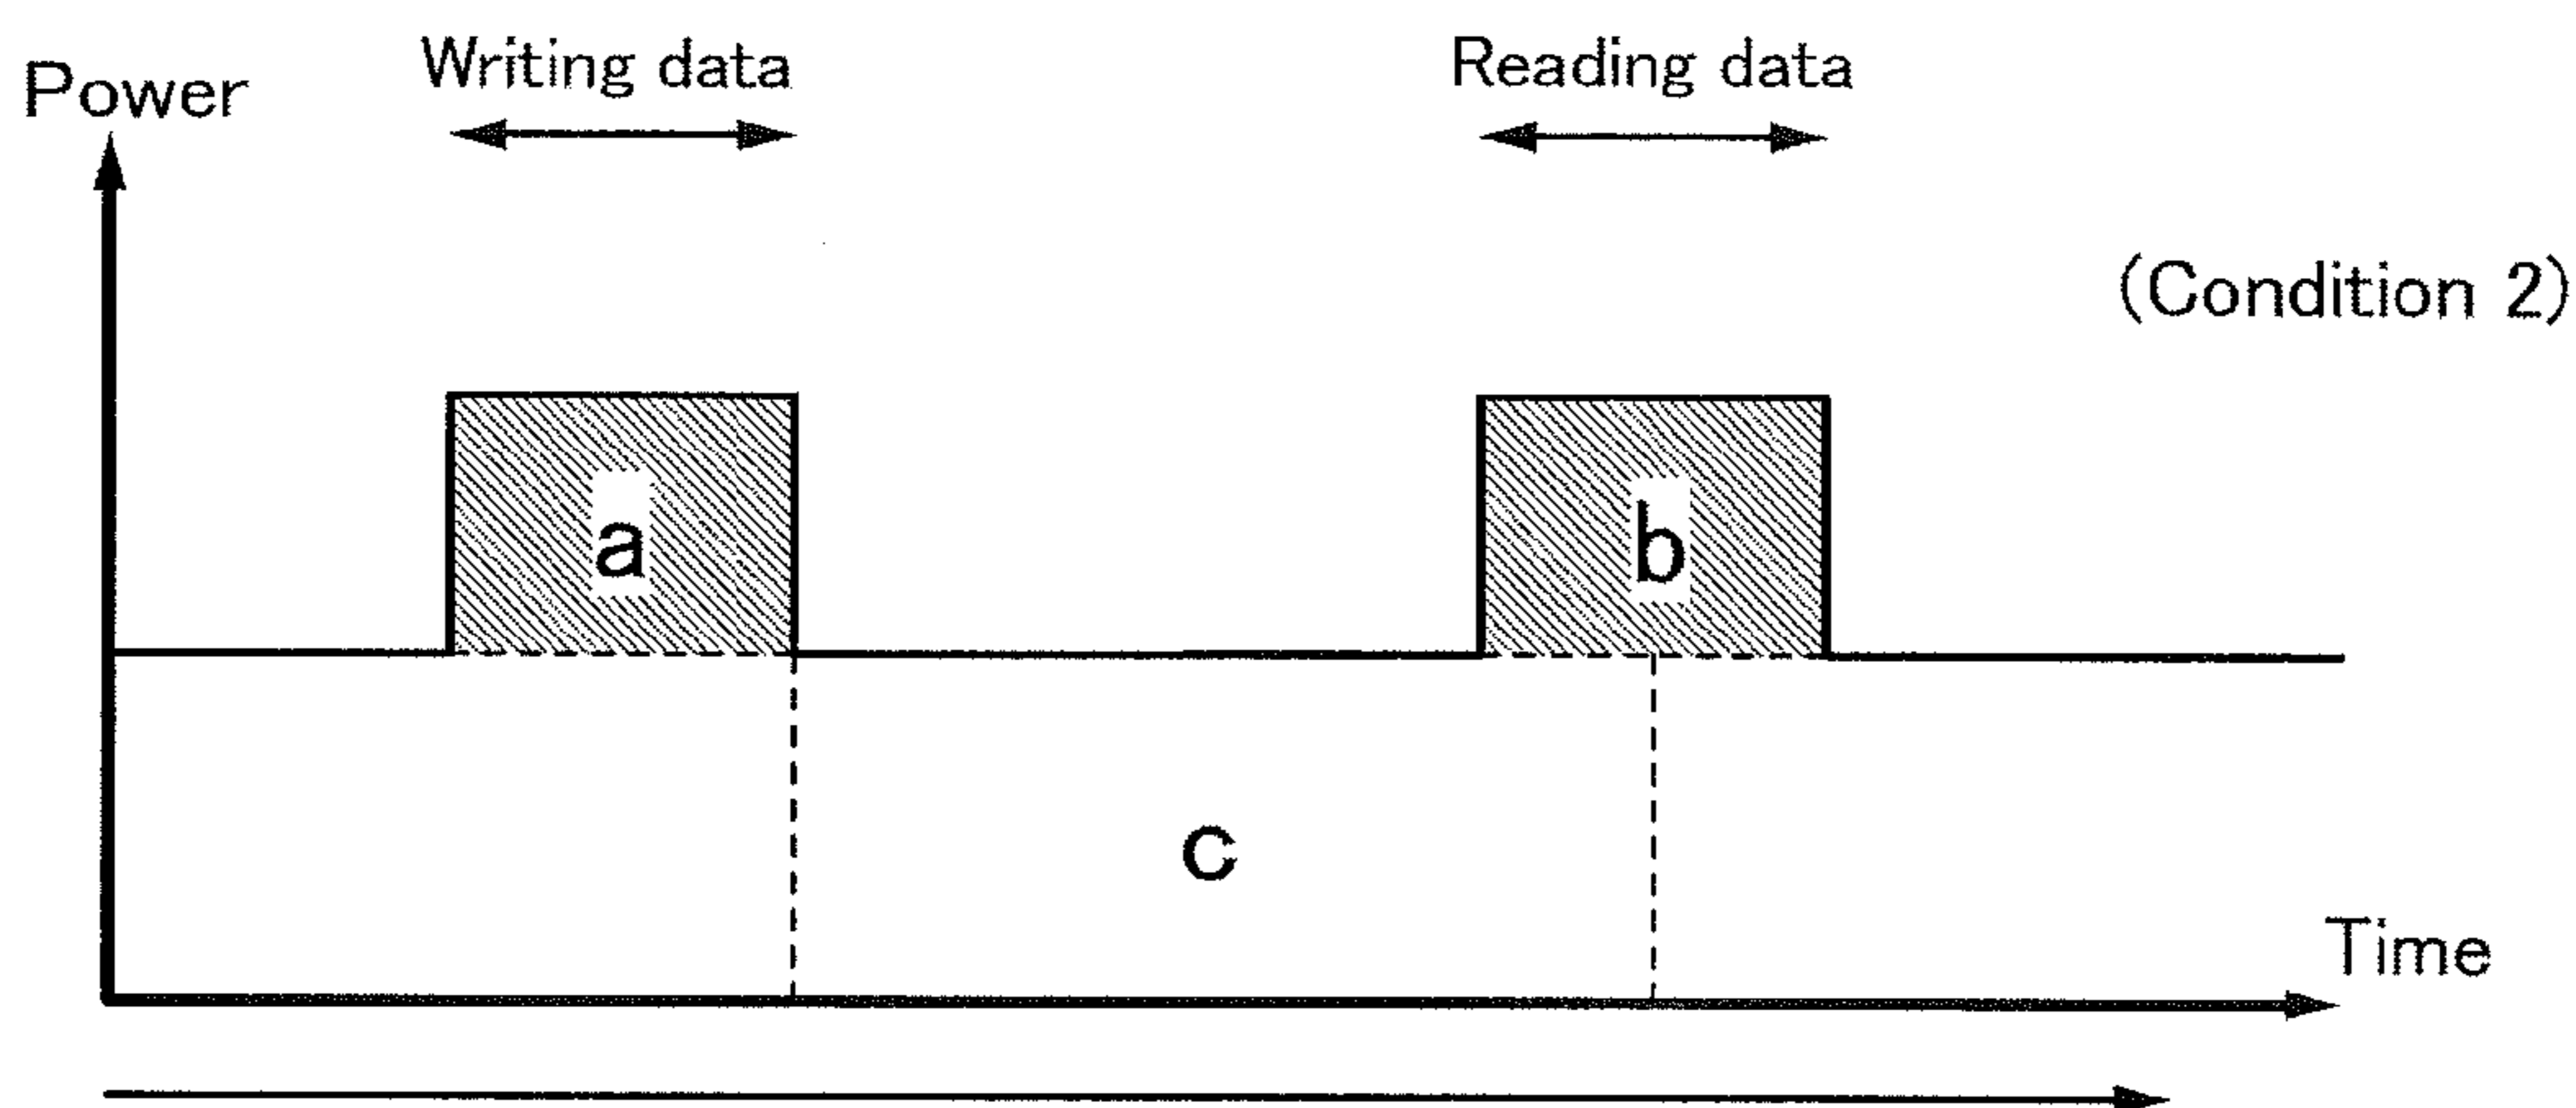 Writing data
Reading data
Power
(Condition 2)
a
b
c
Time